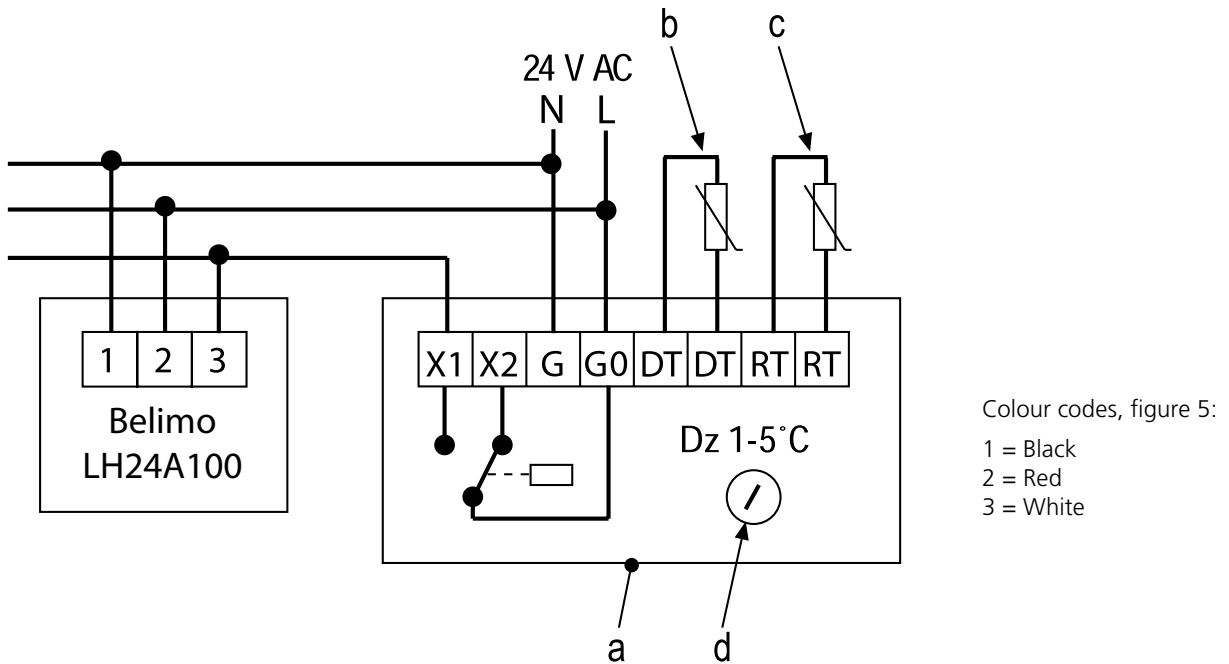 b
c
24 V AC
N L
1 2 3
Belimo
LH24A100
X1 X2 G G0 DT DT RT RT
Dz 1-5°C
a
d
Colour codes, figure 5:
1 = Black
2 = Red
3 = White